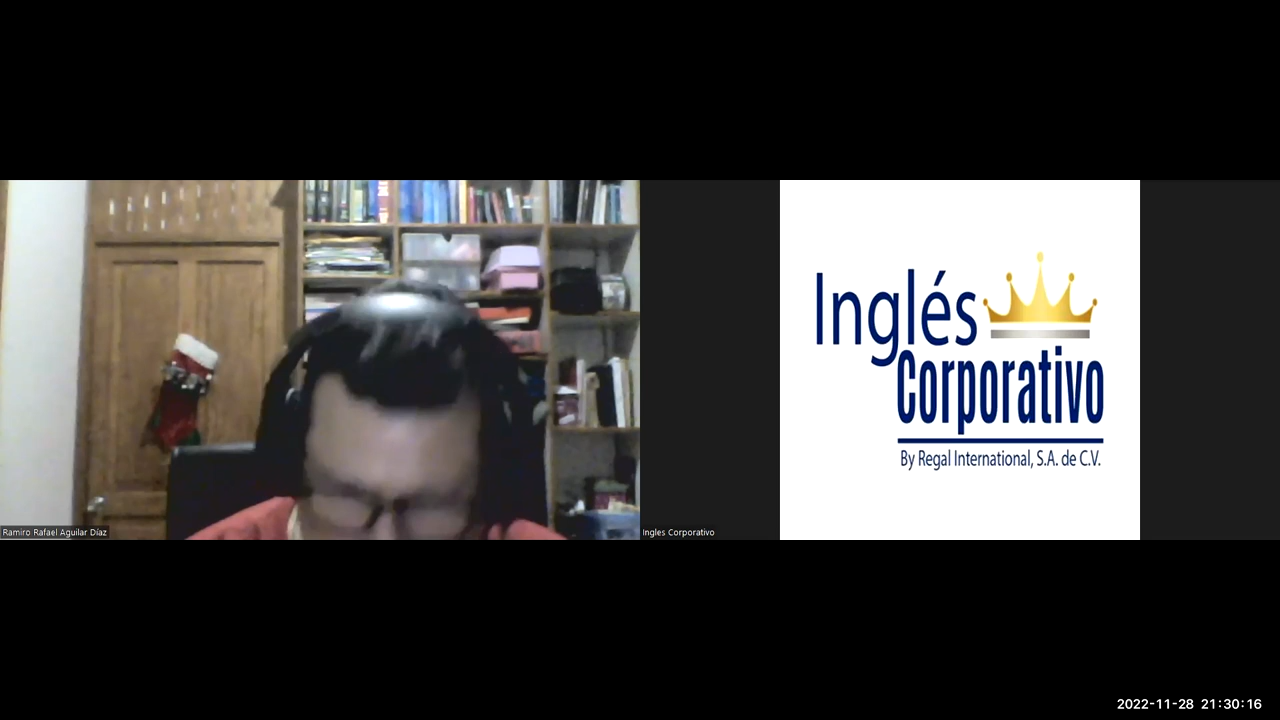 Inglés
Corporativo
By Regal International, S.A. de C.V.
Ramiro Rafael Aguilar Díaz
Ingles Corporativo
2022-11-28 21:30:16